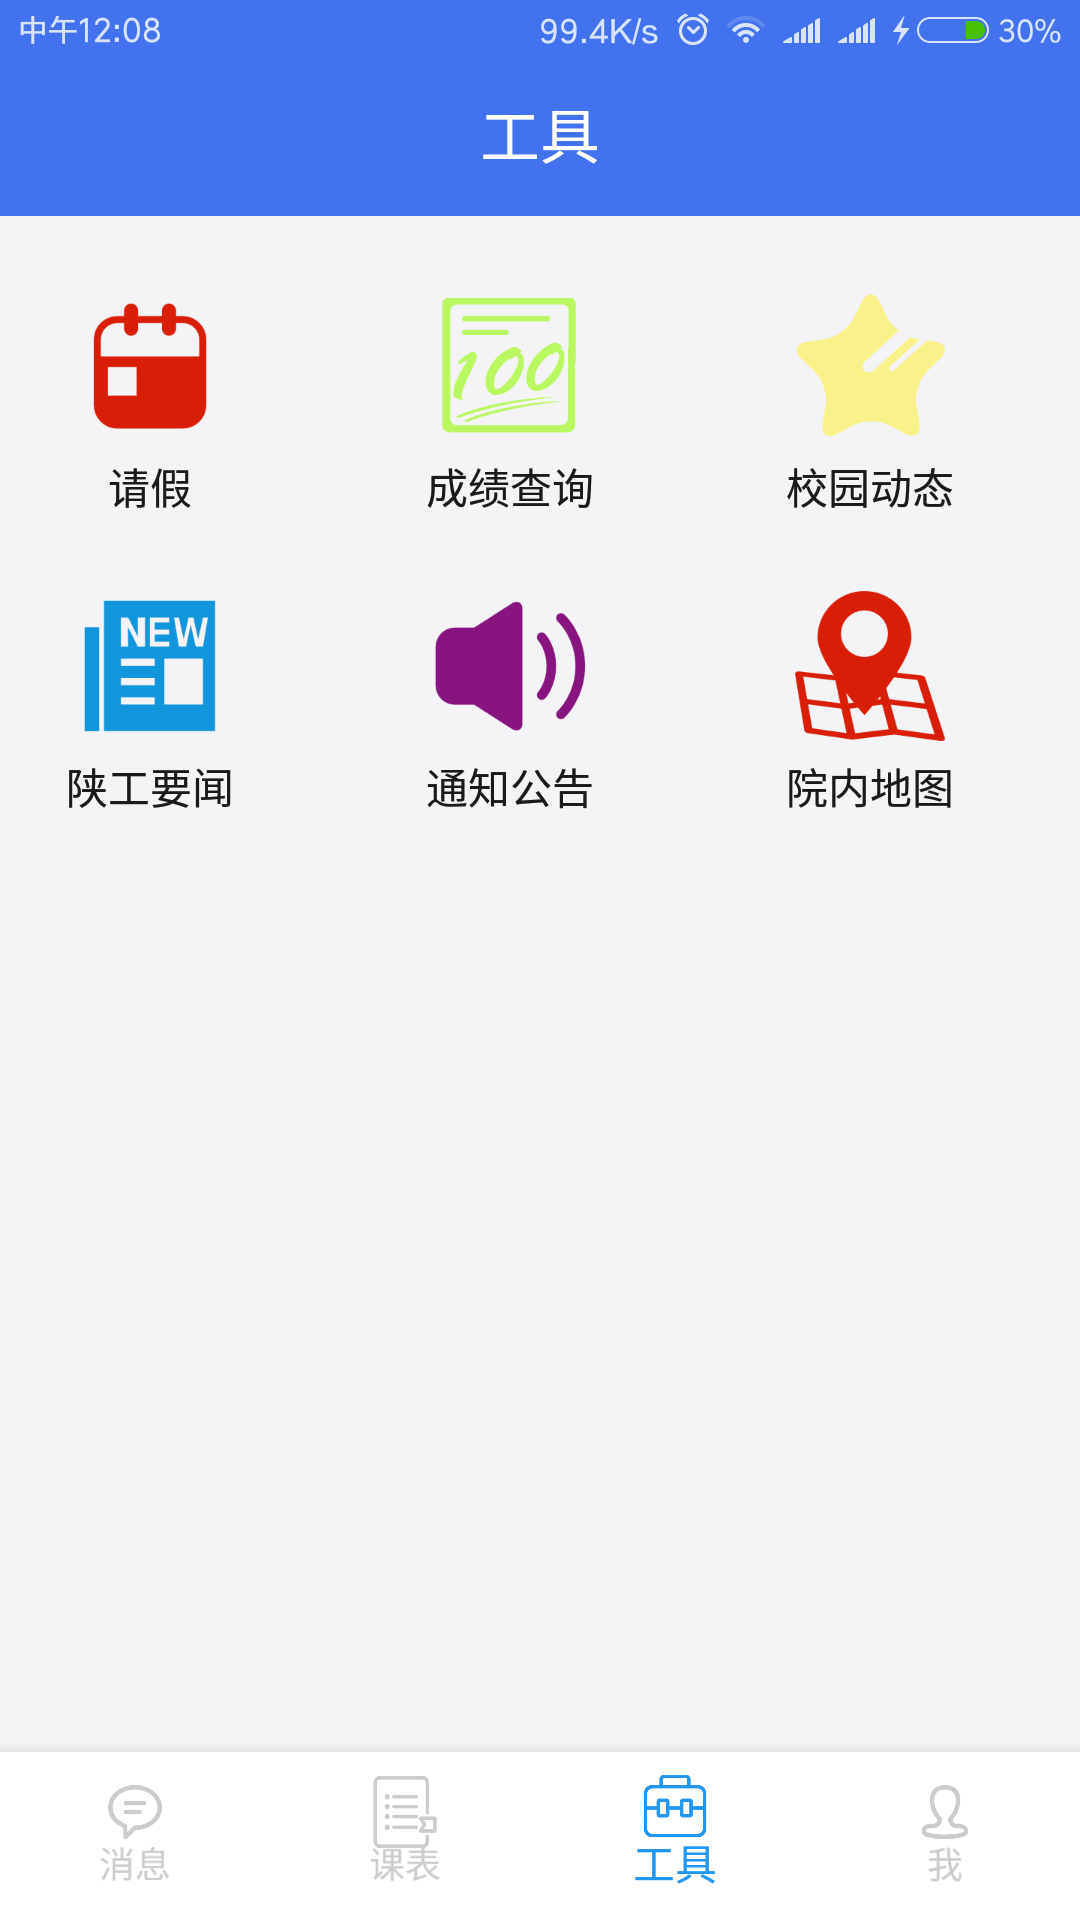 中午12:08 99.4K/s 30%
工具
100
请假 成绩查询 校园动态
NEW
陕工要闻 通知公告 院内地图
消息 课表 工具 我